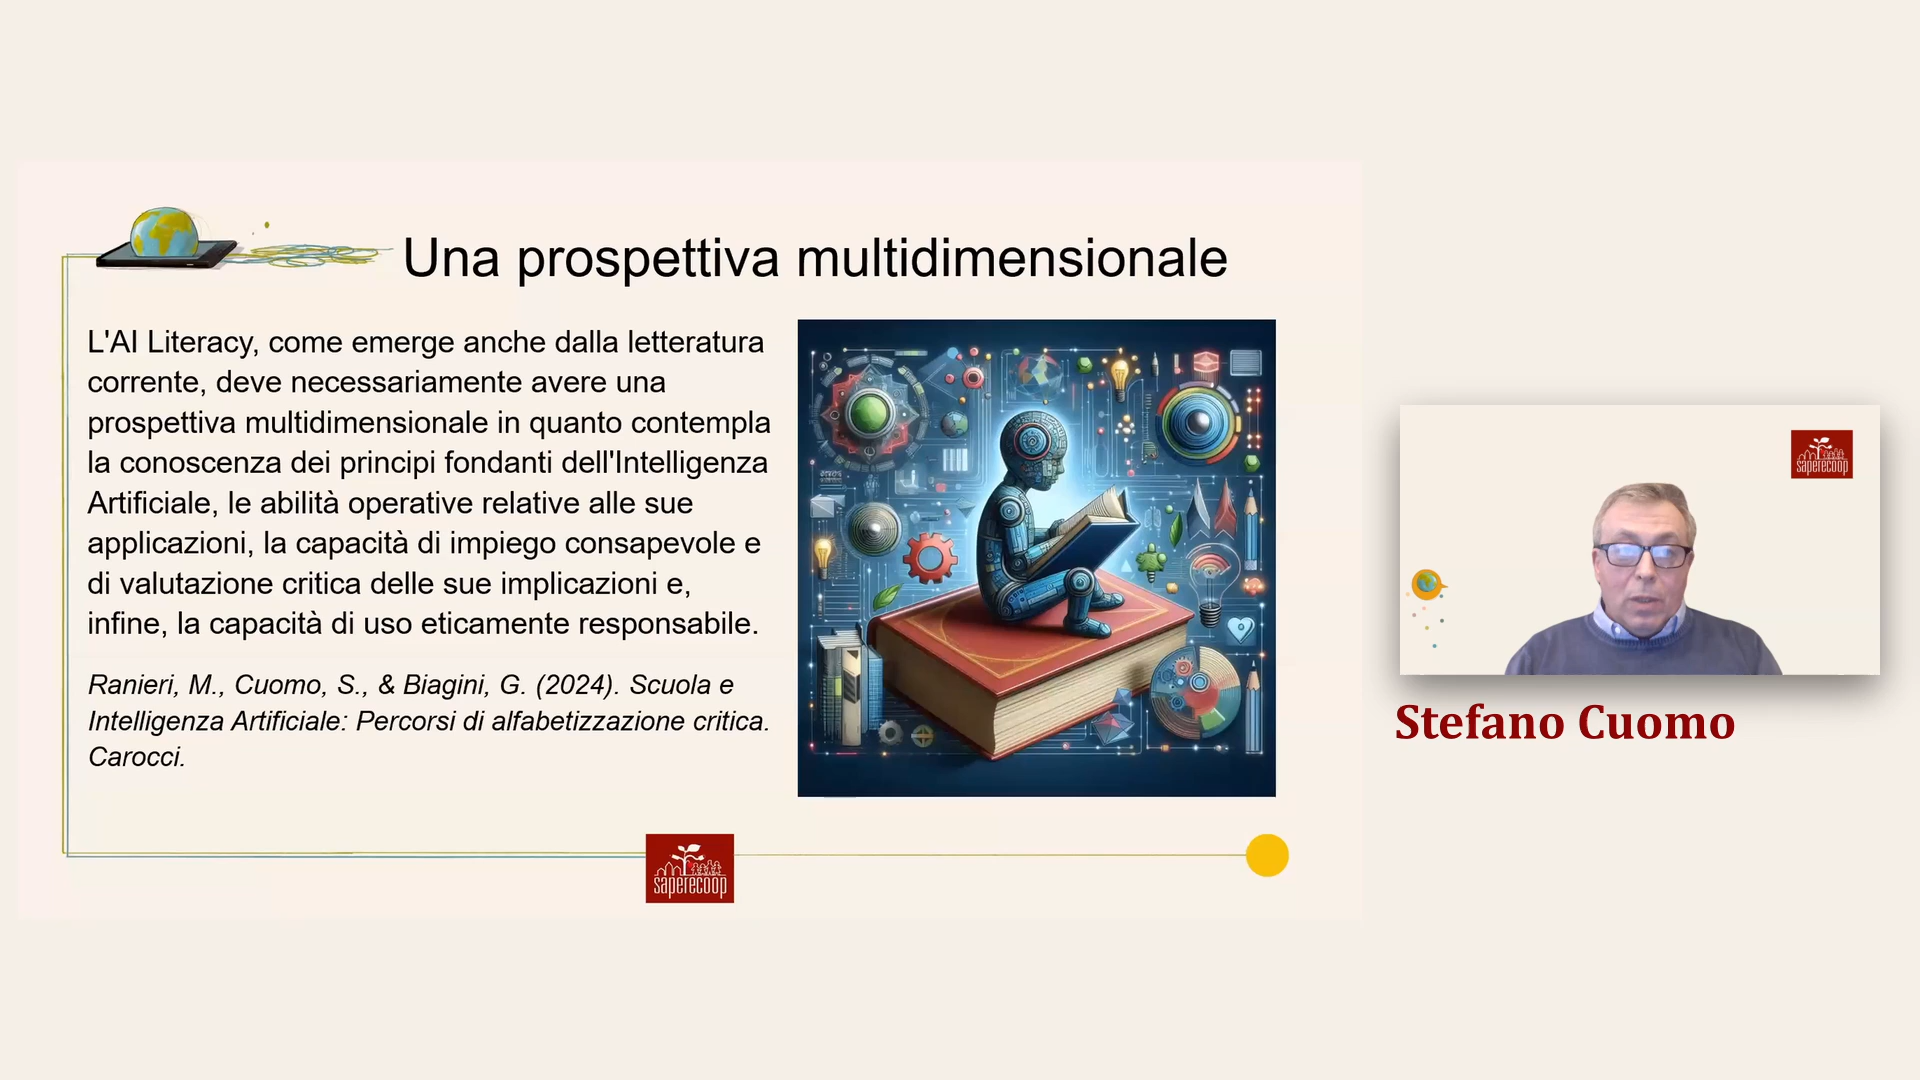 Una prospettiva multidimensionale
L'AI Literacy, come emerge anche dalla letteratura
corrente, deve necessariamente avere una
prospettiva multidimensionale in quanto contempla
la conoscenza dei principi fondanti dell'Intelligenza
Artificiale, le abilità operative relative alle sue
applicazioni, la capacità di impiego consapevole e
di valutazione critica delle sue implicazioni e,
infine, la capacità di uso eticamente responsabile.
Ranieri, M., Cuomo, S., & Biagini, G. (2024). Scuola e
Intelligenza Artificiale: Percorsi di alfabetizzazione critica.
Carocci.
saperecoop
saperecoop
Stefano Cuomo